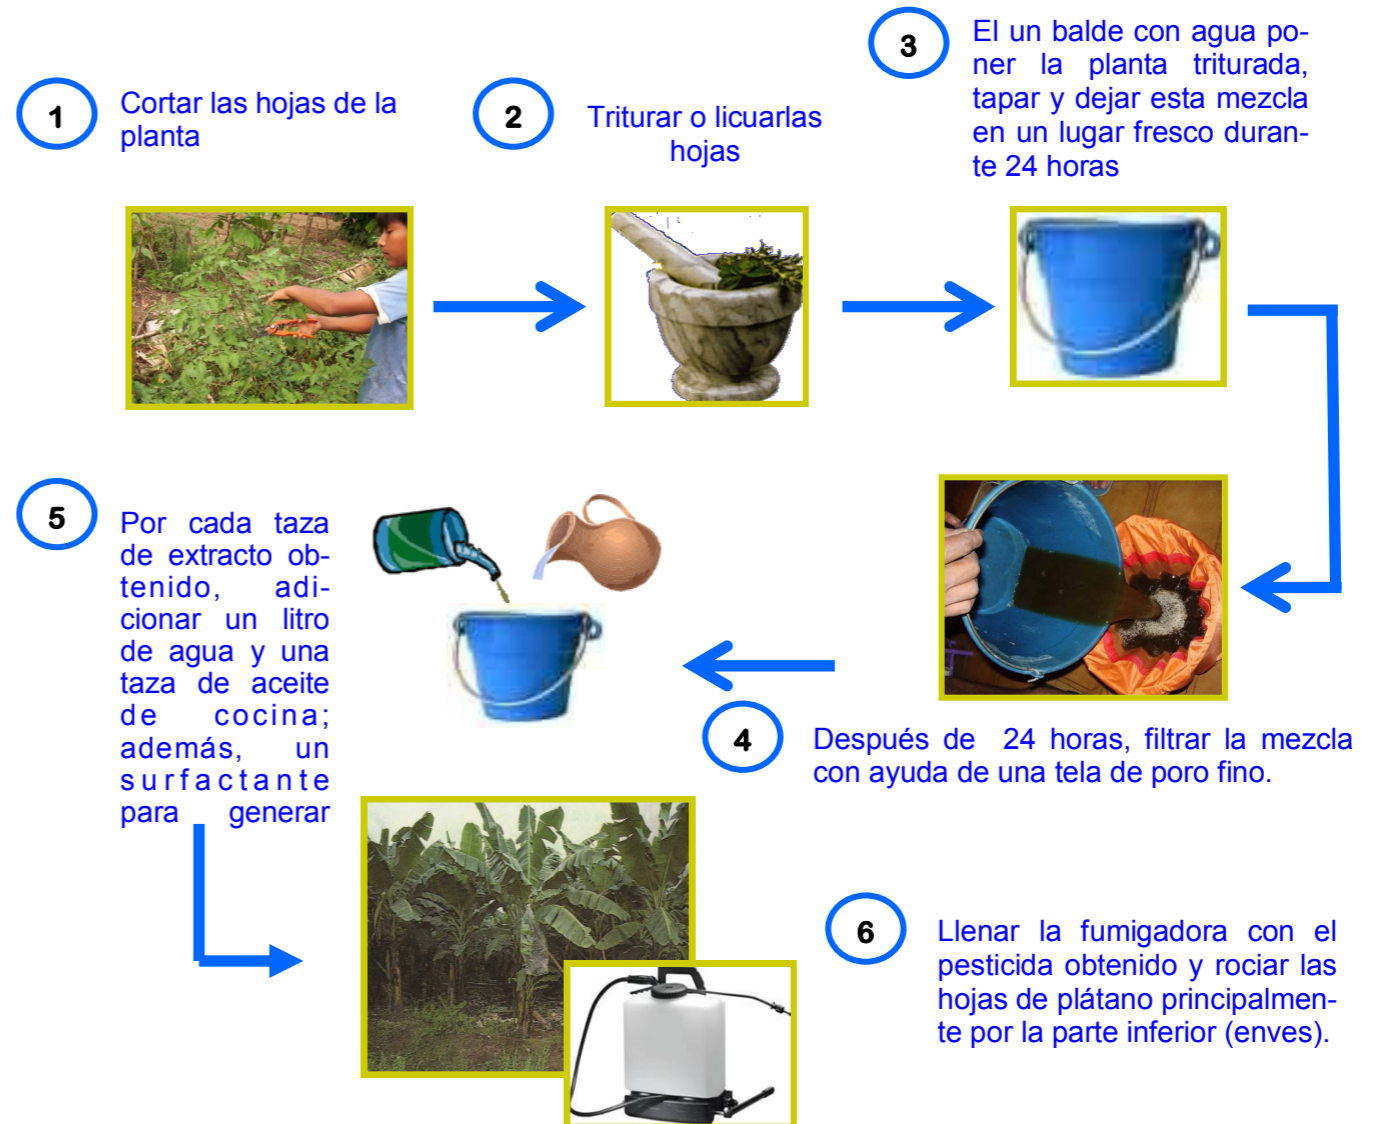 1
Cortar las hojas de la
planta
2
Triturar o licuarlas
hojas
3
El un balde con agua po-
ner la planta triturada,
tapar y dejar esta mezcla
en un lugar fresco duran-
te 24 horas
4
Después de 24 horas, filtrar la mezcla
con ayuda de una tela de poro fino.
5
Por cada taza
de extracto ob-
tenido, adi-
cionar un litro
de agua y una
taza de aceite
de cocina;
además, un
surfactante
para generar
6
Llenar la fumigadora con el
pesticida obtenido y rociar las
hojas de plátano principalmen-
te por la parte inferior (enves).